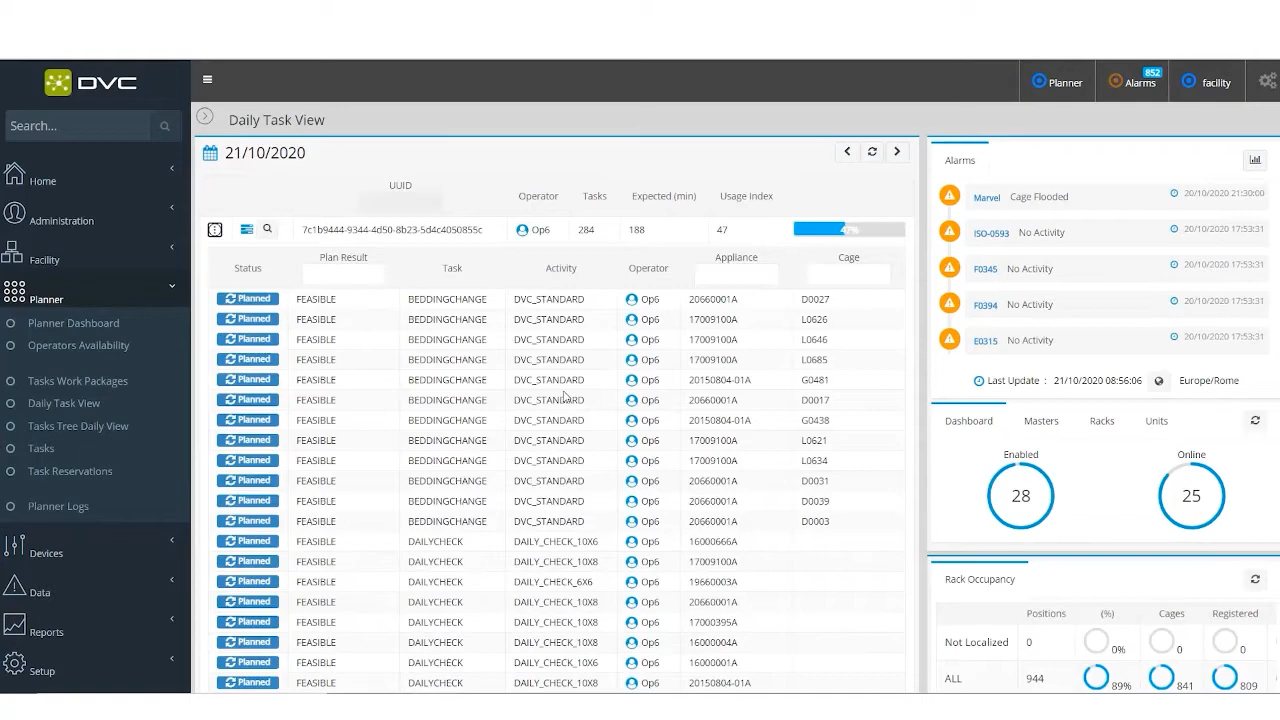 DVC
Planner
Alarms
852
facility
Search...
Daily Task View
Home
Administration
Facility
Planner
Planner Dashboard
Operators Availability
Tasks Work Packages
Daily Task View
Tasks Tree Daily View
Tasks
Task Reservations
Planner Logs
Devices
Data
Reports
Setup
21/10/2020
UUID Operator Tasks Expected (min) Usage Index
7c1b9444-9344-4d50-8b23-5d4c4050855c Op6 284 188 47 47%
Status Plan Result Task Activity Operator Appliance Cage
Planned FEASIBLE BEDDINGCHANGE DVC_STANDARD Op6 20660001A D0027
Planned FEASIBLE BEDDINGCHANGE DVC_STANDARD Op6 17009100A L0626
Planned FEASIBLE BEDDINGCHANGE DVC_STANDARD Op6 17009100A L0646
Planned FEASIBLE BEDDINGCHANGE DVC_STANDARD Op6 17009100A L0685
Planned FEASIBLE BEDDINGCHANGE DVC_STANDARD Op6 20150804-01A G0481
Planned FEASIBLE BEDDINGCHANGE DVC_STANDARD Op6 20660001A D0017
Planned FEASIBLE BEDDINGCHANGE DVC_STANDARD Op6 20150804-01A G0438
Planned FEASIBLE BEDDINGCHANGE DVC_STANDARD Op6 17009100A L0621
Planned FEASIBLE BEDDINGCHANGE DVC_STANDARD Op6 17009100A L0634
Planned FEASIBLE BEDDINGCHANGE DVC_STANDARD Op6 20660001A D0031
Planned FEASIBLE BEDDINGCHANGE DVC_STANDARD Op6 20660001A D0039
Planned FEASIBLE BEDDINGCHANGE DVC_STANDARD Op6 20660001A D0003
Planned FEASIBLE DAILYCHECK DAILY_CHECK_10X6 Op6 16000666A
Planned FEASIBLE DAILYCHECK DAILY_CHECK_10X8 Op6 17009100A
Planned FEASIBLE DAILYCHECK DAILY_CHECK_6X6 Op6 19660003A
Planned FEASIBLE DAILYCHECK DAILY_CHECK_10X8 Op6 20660001A
Planned FEASIBLE DAILYCHECK DAILY_CHECK_10X8 Op6 17000395A
Planned FEASIBLE DAILYCHECK DAILY_CHECK_10X8 Op6 16000004A
Planned FEASIBLE DAILYCHECK DAILY_CHECK_10X6 Op6 16000001A
Planned FEASIBLE DAILYCHECK DAILY_CHECK_10X8 Op6 20150804-01A
Alarms
Marvel Cage Flooded 20/10/2020 21:30:00
ISO-0593 No Activity 20/10/2020 17:53:31
F0345 No Activity 20/10/2020 17:53:31
F0394 No Activity 20/10/2020 17:53:31
E0315 No Activity 20/10/2020 17:53:31
Last Update : 21/10/2020 08:56:06 Europe/Rome
Dashboard Masters Racks Units
Enabled Online
28 25
Rack Occupancy
Positions (%) Cages Registered
Not Localized 0 0% 0 0
ALL 944 89% 841 809